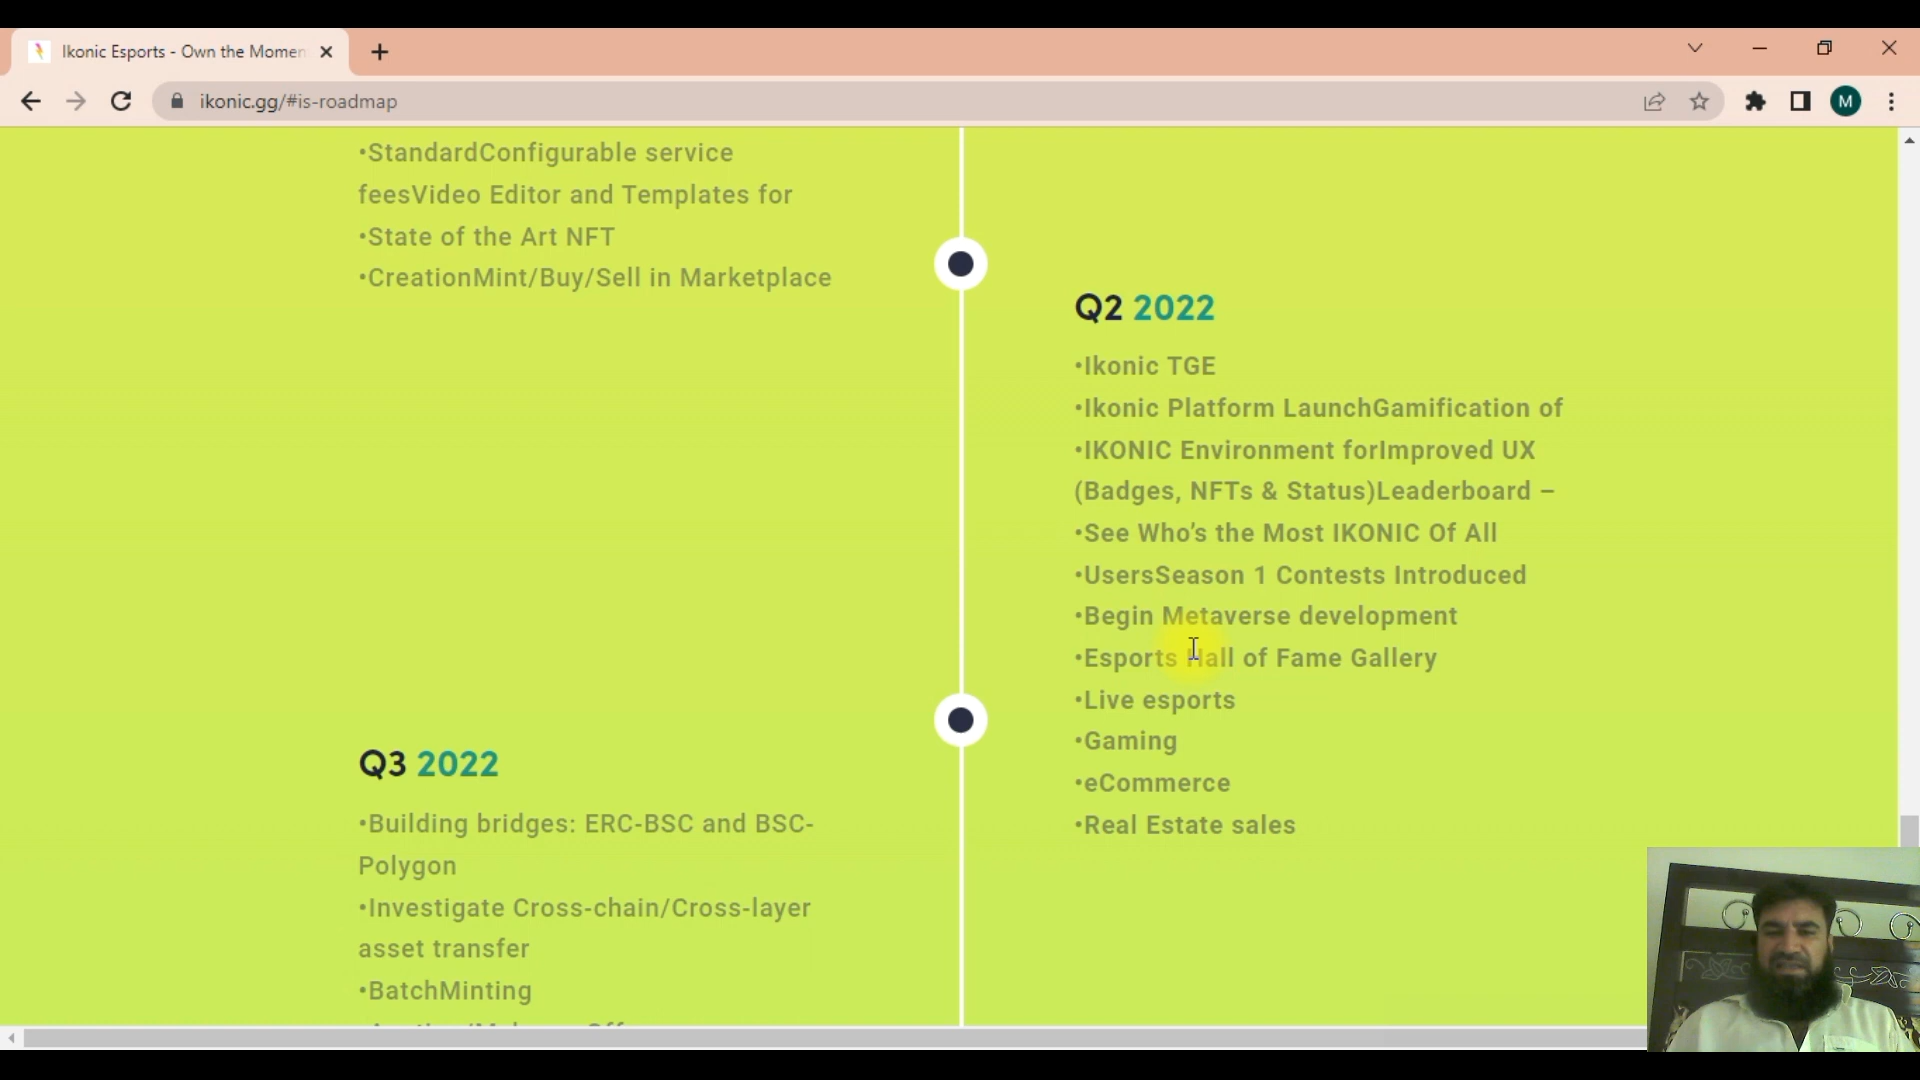 Ikonic Esports - Own the Momen
ikonic.gg/#is-roadmap
M
•StandardConfigurable service
feesVideo Editor and Templates for
•State of the Art NFT
•CreationMint/Buy/Sell in Marketplace
Q2 2022
•Ikonic TGE
•Ikonic Platform LaunchGamification of
•IKONIC Environment forImproved UX
(Badges, NFTs & Status)Leaderboard –
•See Who’s the Most IKONIC Of All
•UsersSeason 1 Contests Introduced
•Begin Metaverse development
•Esports Hall of Fame Gallery
•Live esports
•Gaming
•eCommerce
•Real Estate sales
Q3 2022
•Building bridges: ERC-BSC and BSC-
Polygon
•Investigate Cross-chain/Cross-layer
asset transfer
•BatchMinting